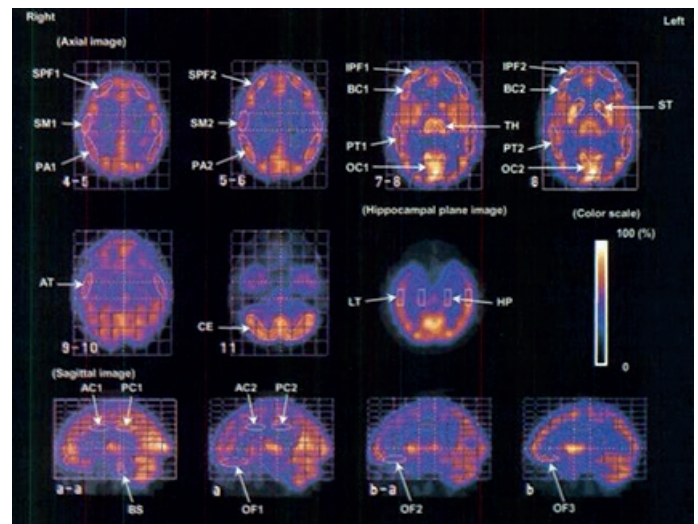 Right
Left
(Axial image)
SPF1
SM1
PA1
4-5
SPF2
SM2
PA2
5-6
IPF1
BC1
PT1
OC1
TH
7-8
IPF2
BC2
PT2
OC2
ST
8
(Hippocampal plane image)
(Color scale)
AT
9-10
CE
11
LT
HP
100 (%)
0
(Sagittal image)
AC1
PC1
a-a
BS
AC2
PC2
a
OF1
b-a
OF2
b
OF3